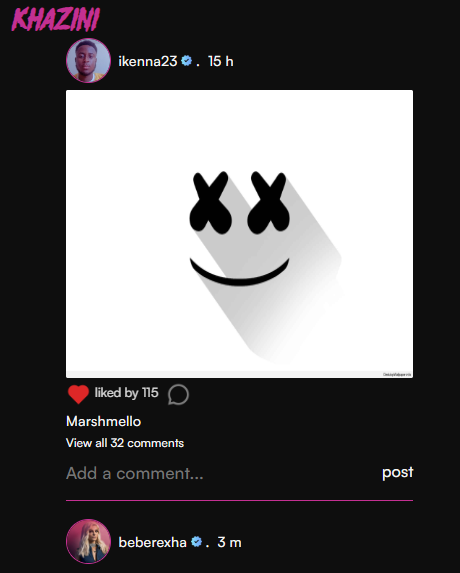 KHAZINI
ikenna23 . 15 h
liked by 115
Marshmello
View all 32 comments
Add a comment... post
beberexha . 3 m